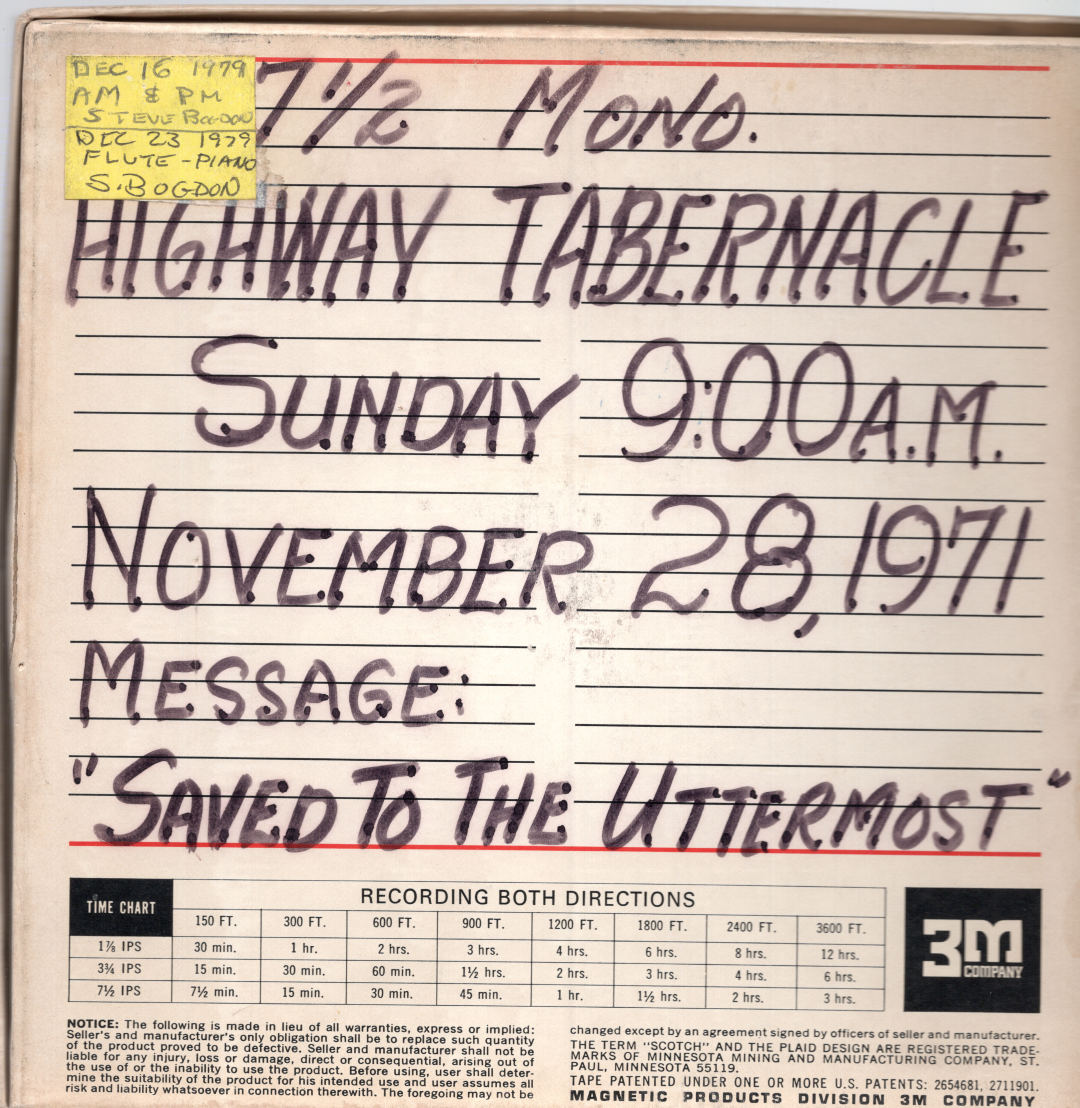 DEC 16 1979
AM & PM
STEVE BOGDON
DEC 23 1979
FLUTE-PIANO
S. BOGDON
7 1/2 MONO.
HIGHWAY TABERNACLE
SUNDAY 9:00 A.M.
NOVEMBER 28, 1971
MESSAGE:
"SAVED TO THE UTTERMOST"
TIME CHART
RECORDING BOTH DIRECTIONS
150 FT. 300 FT. 600 FT. 900 FT. 1200 FT. 1800 FT. 2400 FT. 3600 FT.
1⅞ IPS 30 min. 1 hr. 2 hrs. 3 hrs. 4 hrs. 6 hrs. 8 hrs. 12 hrs.
3¾ IPS 15 min. 30 min. 60 min. 1½ hrs. 2 hrs. 3 hrs. 4 hrs. 6 hrs.
7½ IPS 7½ min. 15 min. 30 min. 45 min. 1 hr. 1½ hrs. 2 hrs. 3 hrs.
3M
COMPANY
NOTICE: The following is made in lieu of all warranties, express or implied:
Seller's and manufacturer's only obligation shall be to replace such quantity
of the product proved to be defective. Seller and manufacturer shall not be
liable for any injury, loss or damage, direct or consequential, arising out of
the use of or the inability to use the product. Before using, user shall deter-
mine the suitability of the product for his intended use and user assumes all
risk and liability whatsoever in connection therewith. The foregoing may not be
changed except by an agreement signed by officers of seller and manufacturer.
THE TERM "SCOTCH" AND THE PLAID DESIGN ARE REGISTERED TRADE-
MARKS OF MINNESOTA MINING AND MANUFACTURING COMPANY, ST.
PAUL, MINNESOTA 55119.
TAPE PATENTED UNDER ONE OR MORE U.S. PATENTS: 2654681, 2711901.
MAGNETIC PRODUCTS DIVISION 3M COMPANY